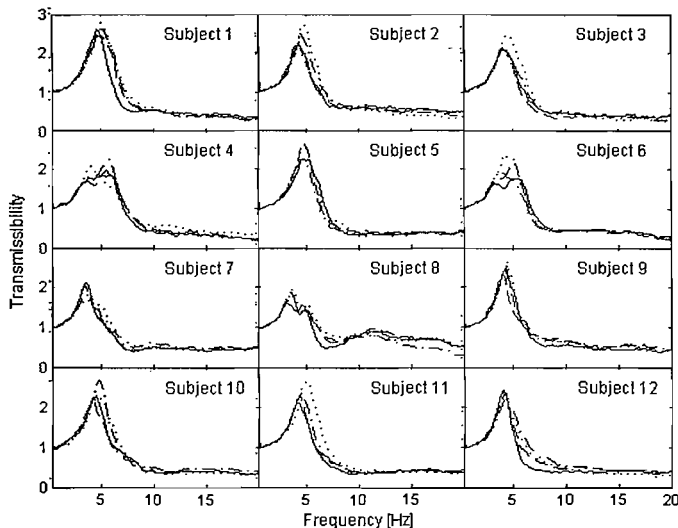 3
Subject 1
Subject 2
Subject 3
2
1
0
Subject 4
Subject 5
Subject 6
2
1
0
Transmissibility
Subject 7
Subject 8
Subject 9
2
1
0
Subject 10
Subject 11
Subject 12
2
1
0
5 10 15
5 10 15
5 10 15 20
Frequency [Hz]